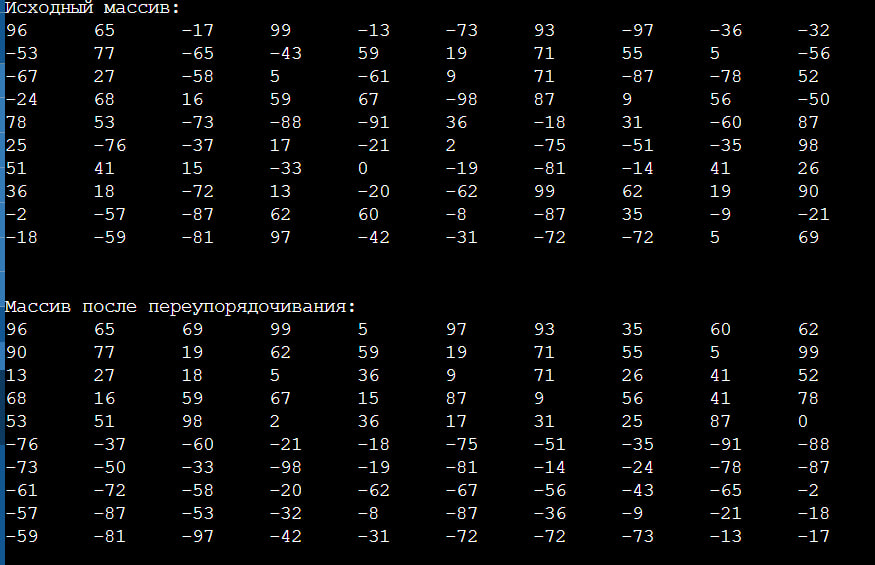 Исходный массив:
96 65 -17 99 -13 -73 93 -97 -36 -32
-53 77 -65 -43 59 19 71 55 5 -56
-67 27 -58 5 -61 9 71 -87 -78 52
-24 68 16 59 67 -98 87 9 56 -50
78 53 -73 -88 -91 36 -18 31 -60 87
25 -76 -37 17 -21 2 -75 -51 -35 98
51 41 15 -33 0 -19 -81 -14 41 26
36 18 -72 13 -20 -62 99 62 19 90
-2 -57 -87 62 60 -8 -87 35 -9 -21
-18 -59 -81 97 -42 -31 -72 -72 5 69
Массив после переупорядочивания:
96 65 69 99 5 97 93 35 60 62
90 77 19 62 59 19 71 55 5 99
13 27 18 5 36 9 71 26 41 52
68 16 59 67 15 87 9 56 41 78
53 51 98 2 36 17 31 25 87 0
-76 -37 -60 -21 -18 -75 -51 -35 -91 -88
-73 -50 -33 -98 -19 -81 -14 -24 -78 -87
-61 -72 -58 -20 -62 -67 -56 -43 -65 -2
-57 -87 -53 -32 -8 -87 -36 -9 -21 -18
-59 -81 -97 -42 -31 -72 -72 -73 -13 -17